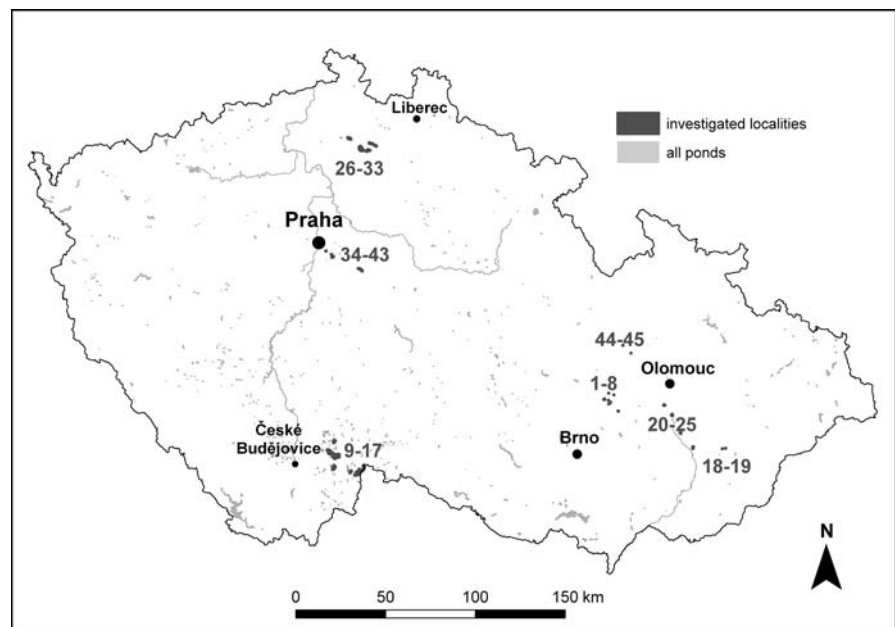 Liberec
investigated localities
all ponds
26-33
Praha
34-43
44-45
Olomouc
1-8
20-25
Brno
18-19
České
Budějovice
9-17
N
0 50 100 150 km